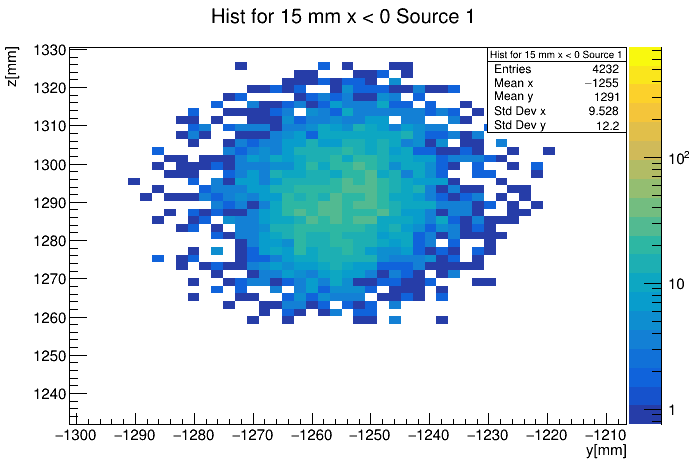 Hist for 15 mm x < 0 Source 1
z[mm]
1330
1320
1310
1300
1290
1280
1270
1260
1250
1240
Hist for 15 mm x < 0 Source 1
Entries 4232
Mean x −1255
Mean y 1291
Std Dev x 9.528
Std Dev y 12.2
10²
10
1
−1300 −1290 −1280 −1270 −1260 −1250 −1240 −1230 −1220 −1210
y[mm]